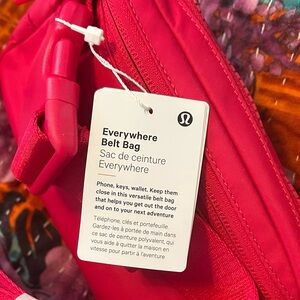 Everywhere
Belt Bag
Sac de ceinture
Everywhere
Phone, keys, wallet. Keep them
close in this versatile belt bag
that helps you get out the door
and on to your next adventure
Téléphone, clés et portefeuille.
Gardez-les à portée de main dans
ce sac de ceinture polyvalent, qui
vous aide à quitter la maison en
vitesse pour partir à l'aventure